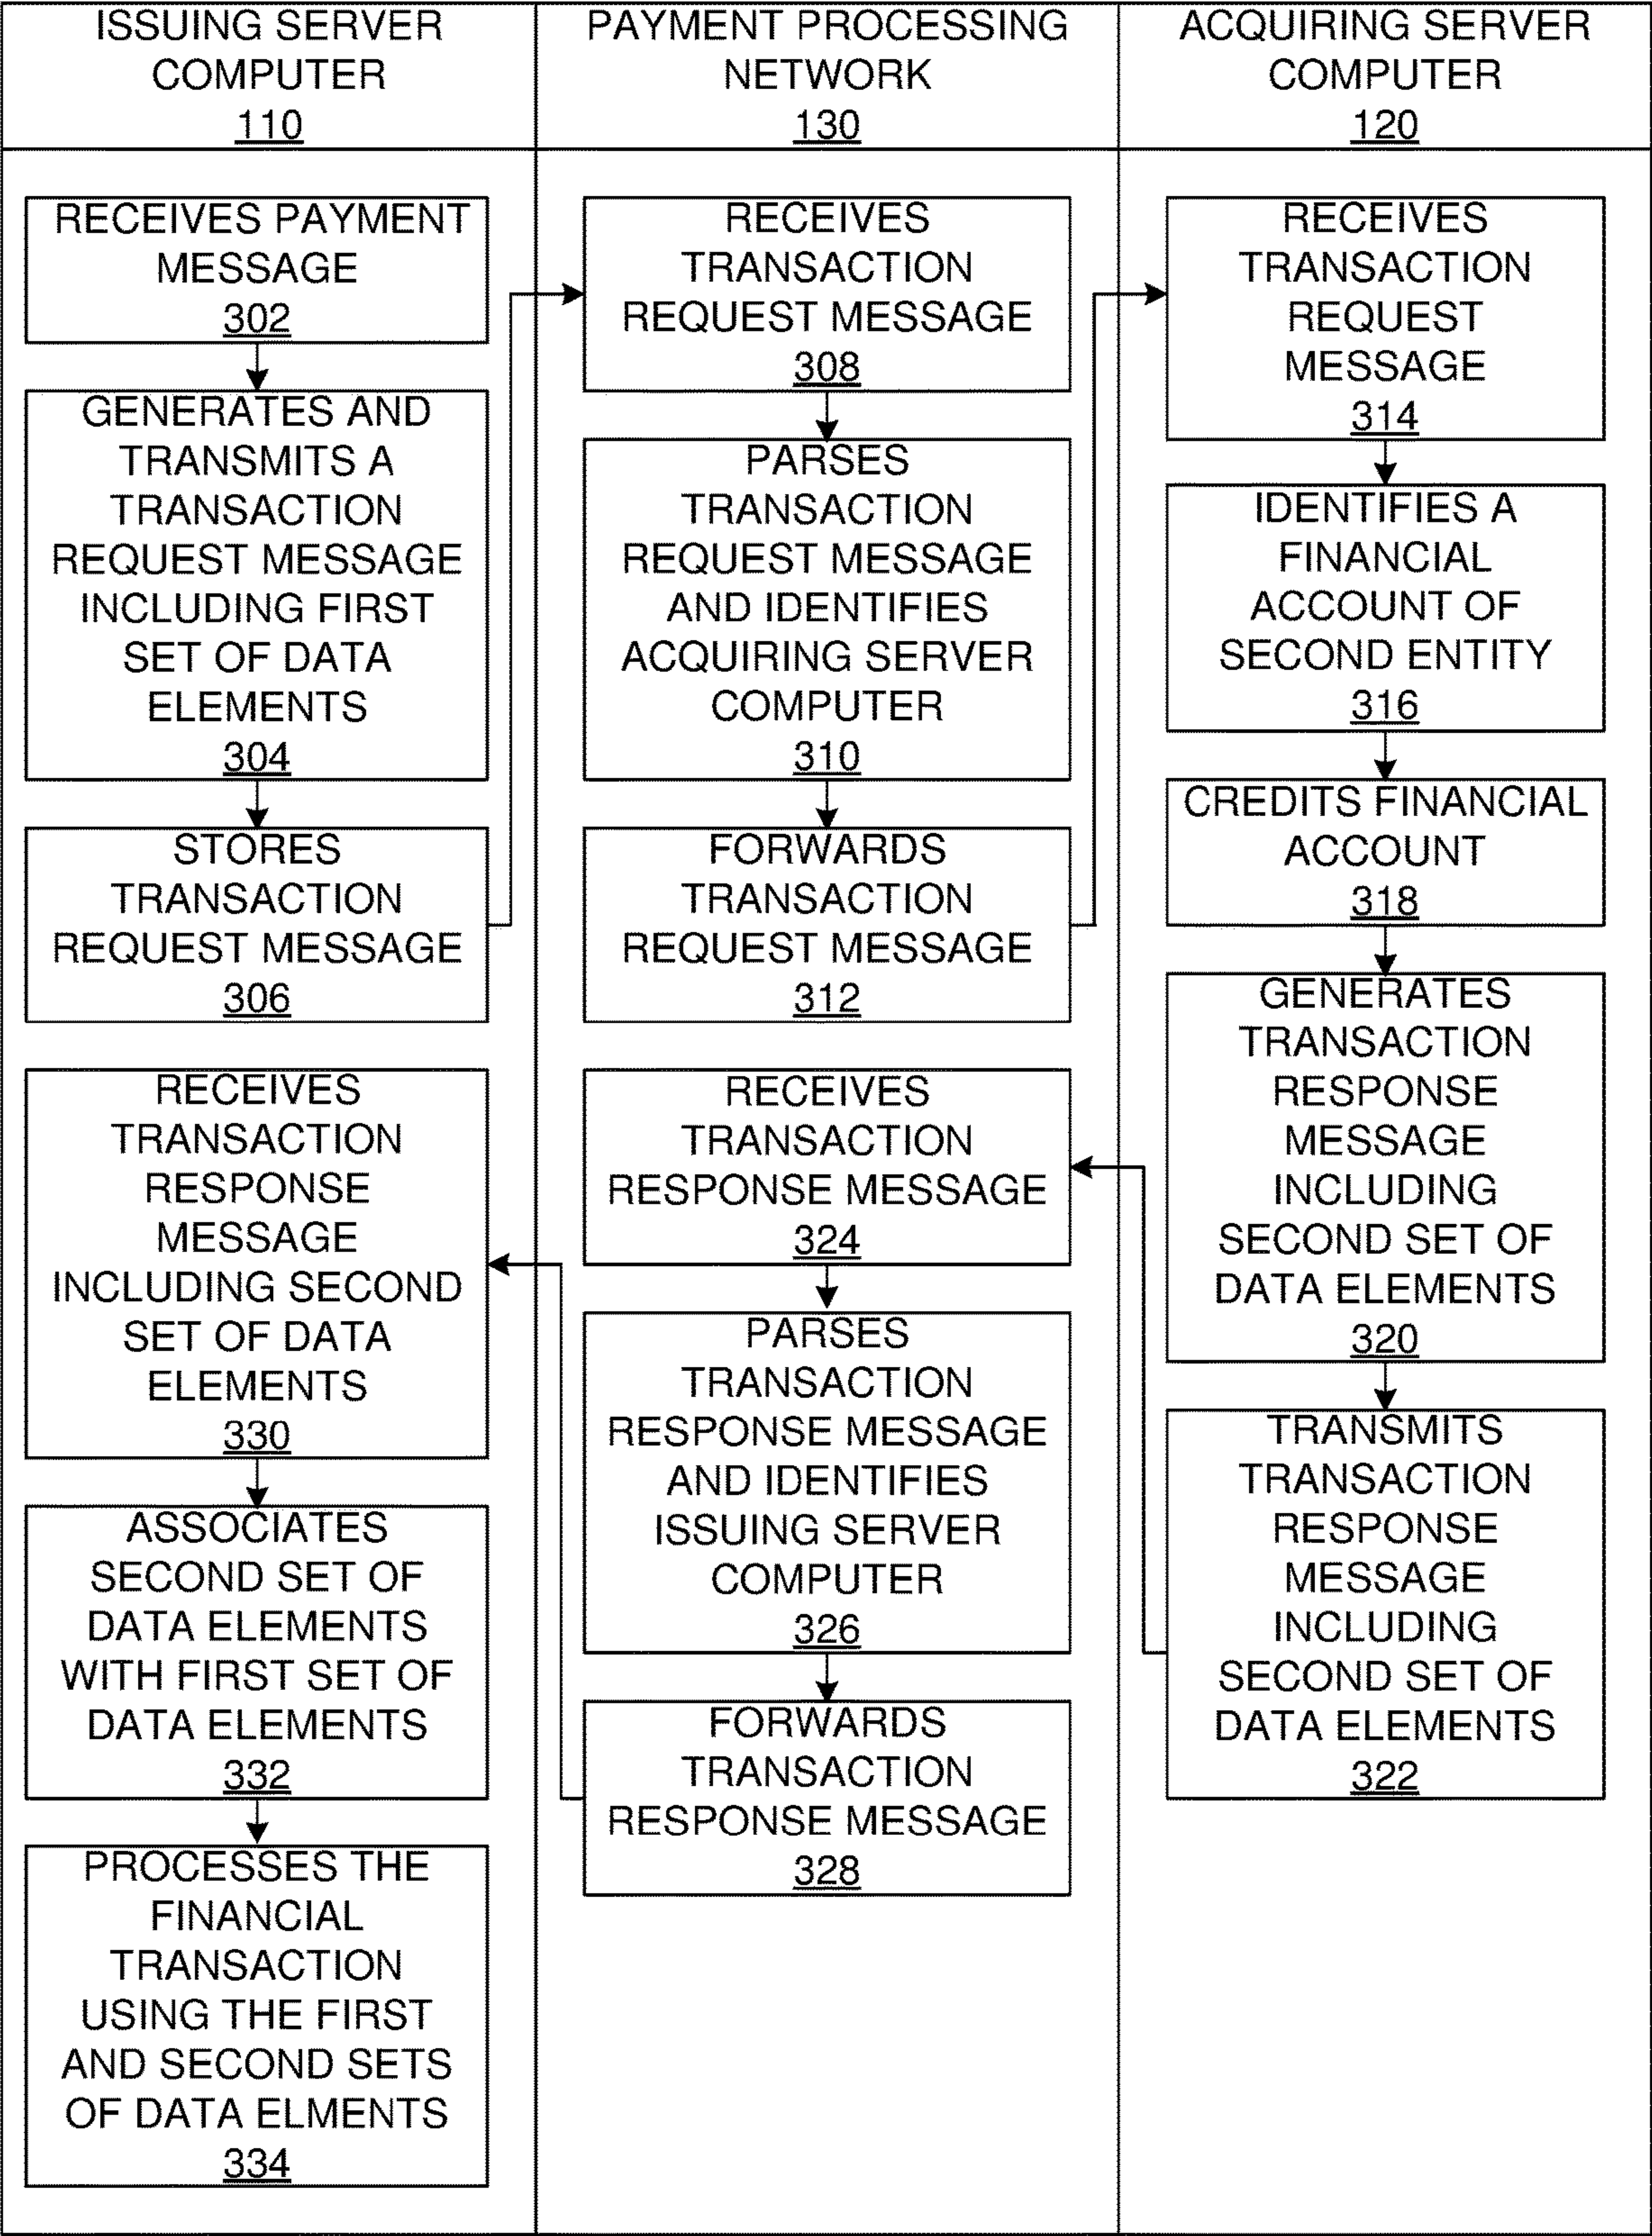 ISSUING SERVER
COMPUTER
110
PAYMENT PROCESSING
NETWORK
130
ACQUIRING SERVER
COMPUTER
120
RECEIVES PAYMENT
MESSAGE
302
GENERATES AND
TRANSMITS A
TRANSACTION
REQUEST MESSAGE
INCLUDING FIRST
SET OF DATA
ELEMENTS
304
STORES
TRANSACTION
REQUEST MESSAGE
306
RECEIVES
TRANSACTION
REQUEST MESSAGE
308
PARSES
TRANSACTION
REQUEST MESSAGE
AND IDENTIFIES
ACQUIRING SERVER
COMPUTER
310
FORWARDS
TRANSACTION
REQUEST MESSAGE
312
RECEIVES
TRANSACTION
REQUEST
MESSAGE
314
IDENTIFIES A
FINANCIAL
ACCOUNT OF
SECOND ENTITY
316
CREDITS FINANCIAL
ACCOUNT
318
GENERATES
TRANSACTION
RESPONSE
MESSAGE
INCLUDING
SECOND SET OF
DATA ELEMENTS
320
TRANSMITS
TRANSACTION
RESPONSE
MESSAGE
INCLUDING
SECOND SET OF
DATA ELEMENTS
322
RECEIVES
TRANSACTION
RESPONSE MESSAGE
324
PARSES
TRANSACTION
RESPONSE MESSAGE
AND IDENTIFIES
ISSUING SERVER
COMPUTER
326
FORWARDS
TRANSACTION
RESPONSE MESSAGE
328
RECEIVES
TRANSACTION
RESPONSE
MESSAGE
INCLUDING SECOND
SET OF DATA
ELEMENTS
330
ASSOCIATES
SECOND SET OF
DATA ELEMENTS
WITH FIRST SET OF
DATA ELEMENTS
332
PROCESSES THE
FINANCIAL
TRANSACTION
USING THE FIRST
AND SECOND SETS
OF DATA ELMENTS
334